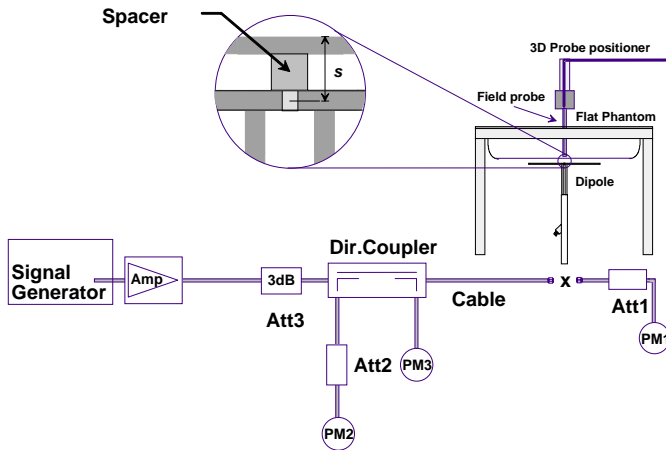 Spacer
s
3D Probe positioner
Field probe
Flat Phantom
Dipole
Dir.Coupler
Signal
Generator
Amp
3dB
Cable
x
Att3
Att1
Att2
PM3
PM1
PM2